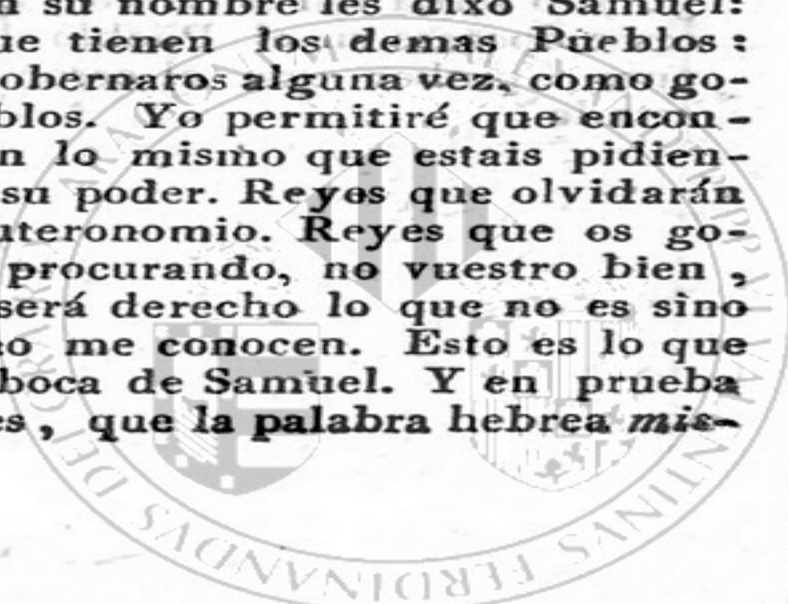 n su nombre les dixo Samuel:
ue tienen los demas Pueblos:
obernaros alguna vez, como go-
blos. Yo permitiré que encon-
n lo mismo que estais pidien-
su poder. Reyes que olvidarán
uteronomio. Reyes que os go-
procurando, no vuestro bien,
será derecho lo que no es sino
o me conocen. Esto es lo que
boca de Samuel. Y en prueba
es, que la palabra hebrea mis-